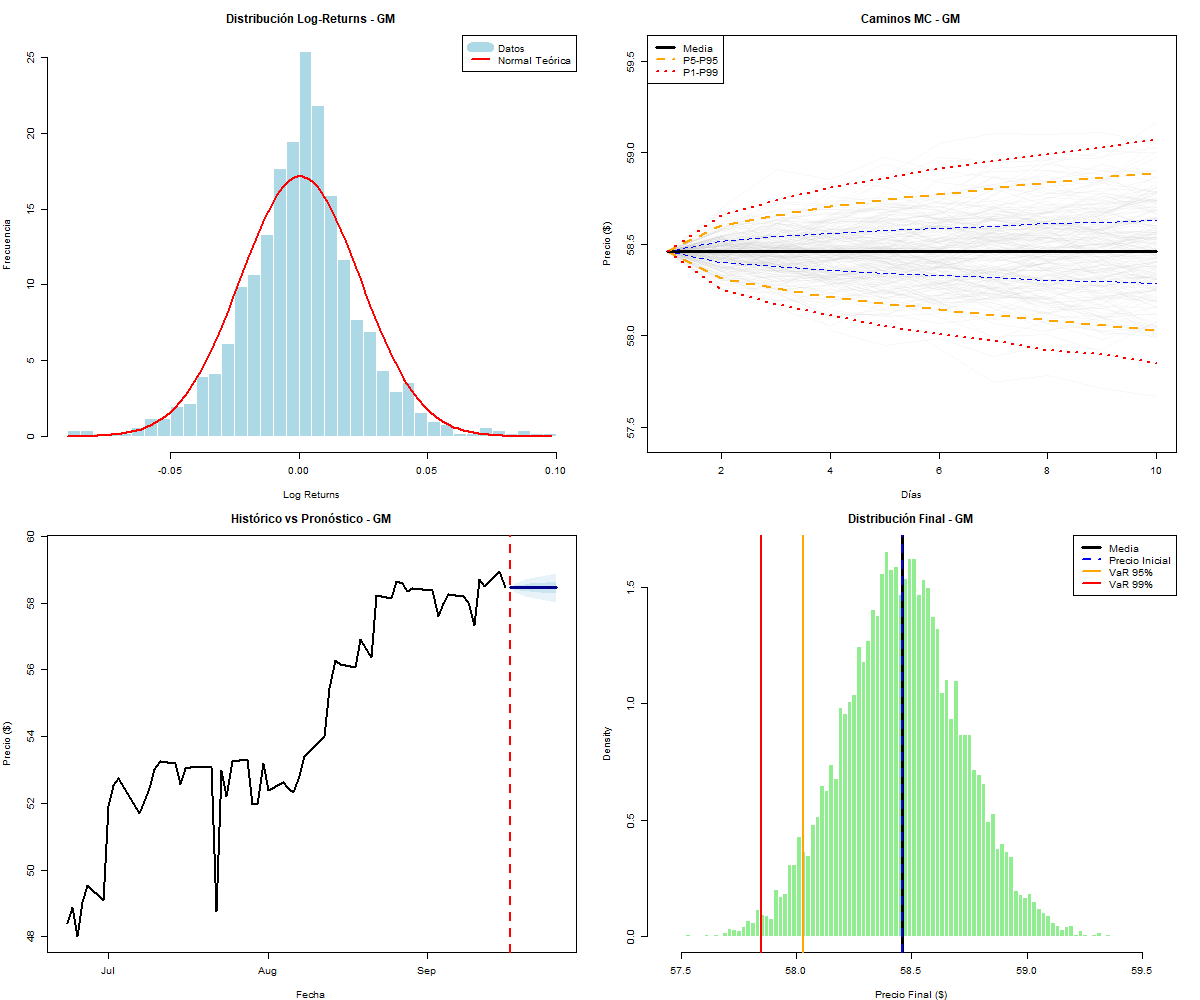 Distribución Log-Returns - GM
Datos
Normal Teórica
Frecuencia
25
20
15
10
5
0
-0.05
0.00
0.05
0.10
Log Returns
Caminos MC - GM
Media
P5-P95
P1-P99
Precio ($)
59.5
59.0
58.5
58.0
57.5
2
4
6
8
10
Días
Histórico vs Pronóstico - GM
Precio ($)
60
58
56
54
52
50
48
Jul
Aug
Sep
Fecha
Distribución Final - GM
Media
Precio Inicial
VaR 95%
VaR 99%
Density
1.5
1.0
0.5
0.0
57.5
58.0
58.5
59.0
59.5
Precio Final ($)